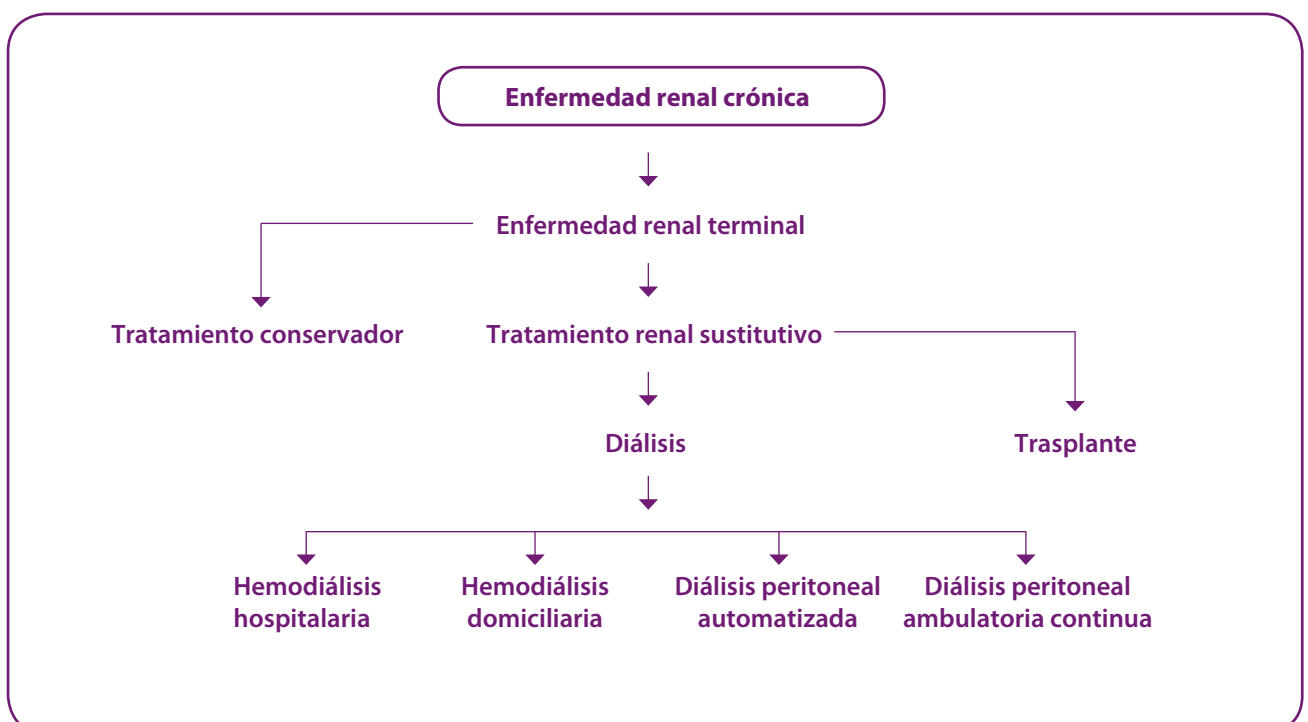 Enfermedad renal crónica
Enfermedad renal terminal
Tratamiento conservador
Tratamiento renal sustitutivo
Diálisis
Trasplante
Hemodiálisis
hospitalaria
Hemodiálisis
domiciliaria
Diálisis peritoneal
automatizada
Diálisis peritoneal
ambulatoria continua